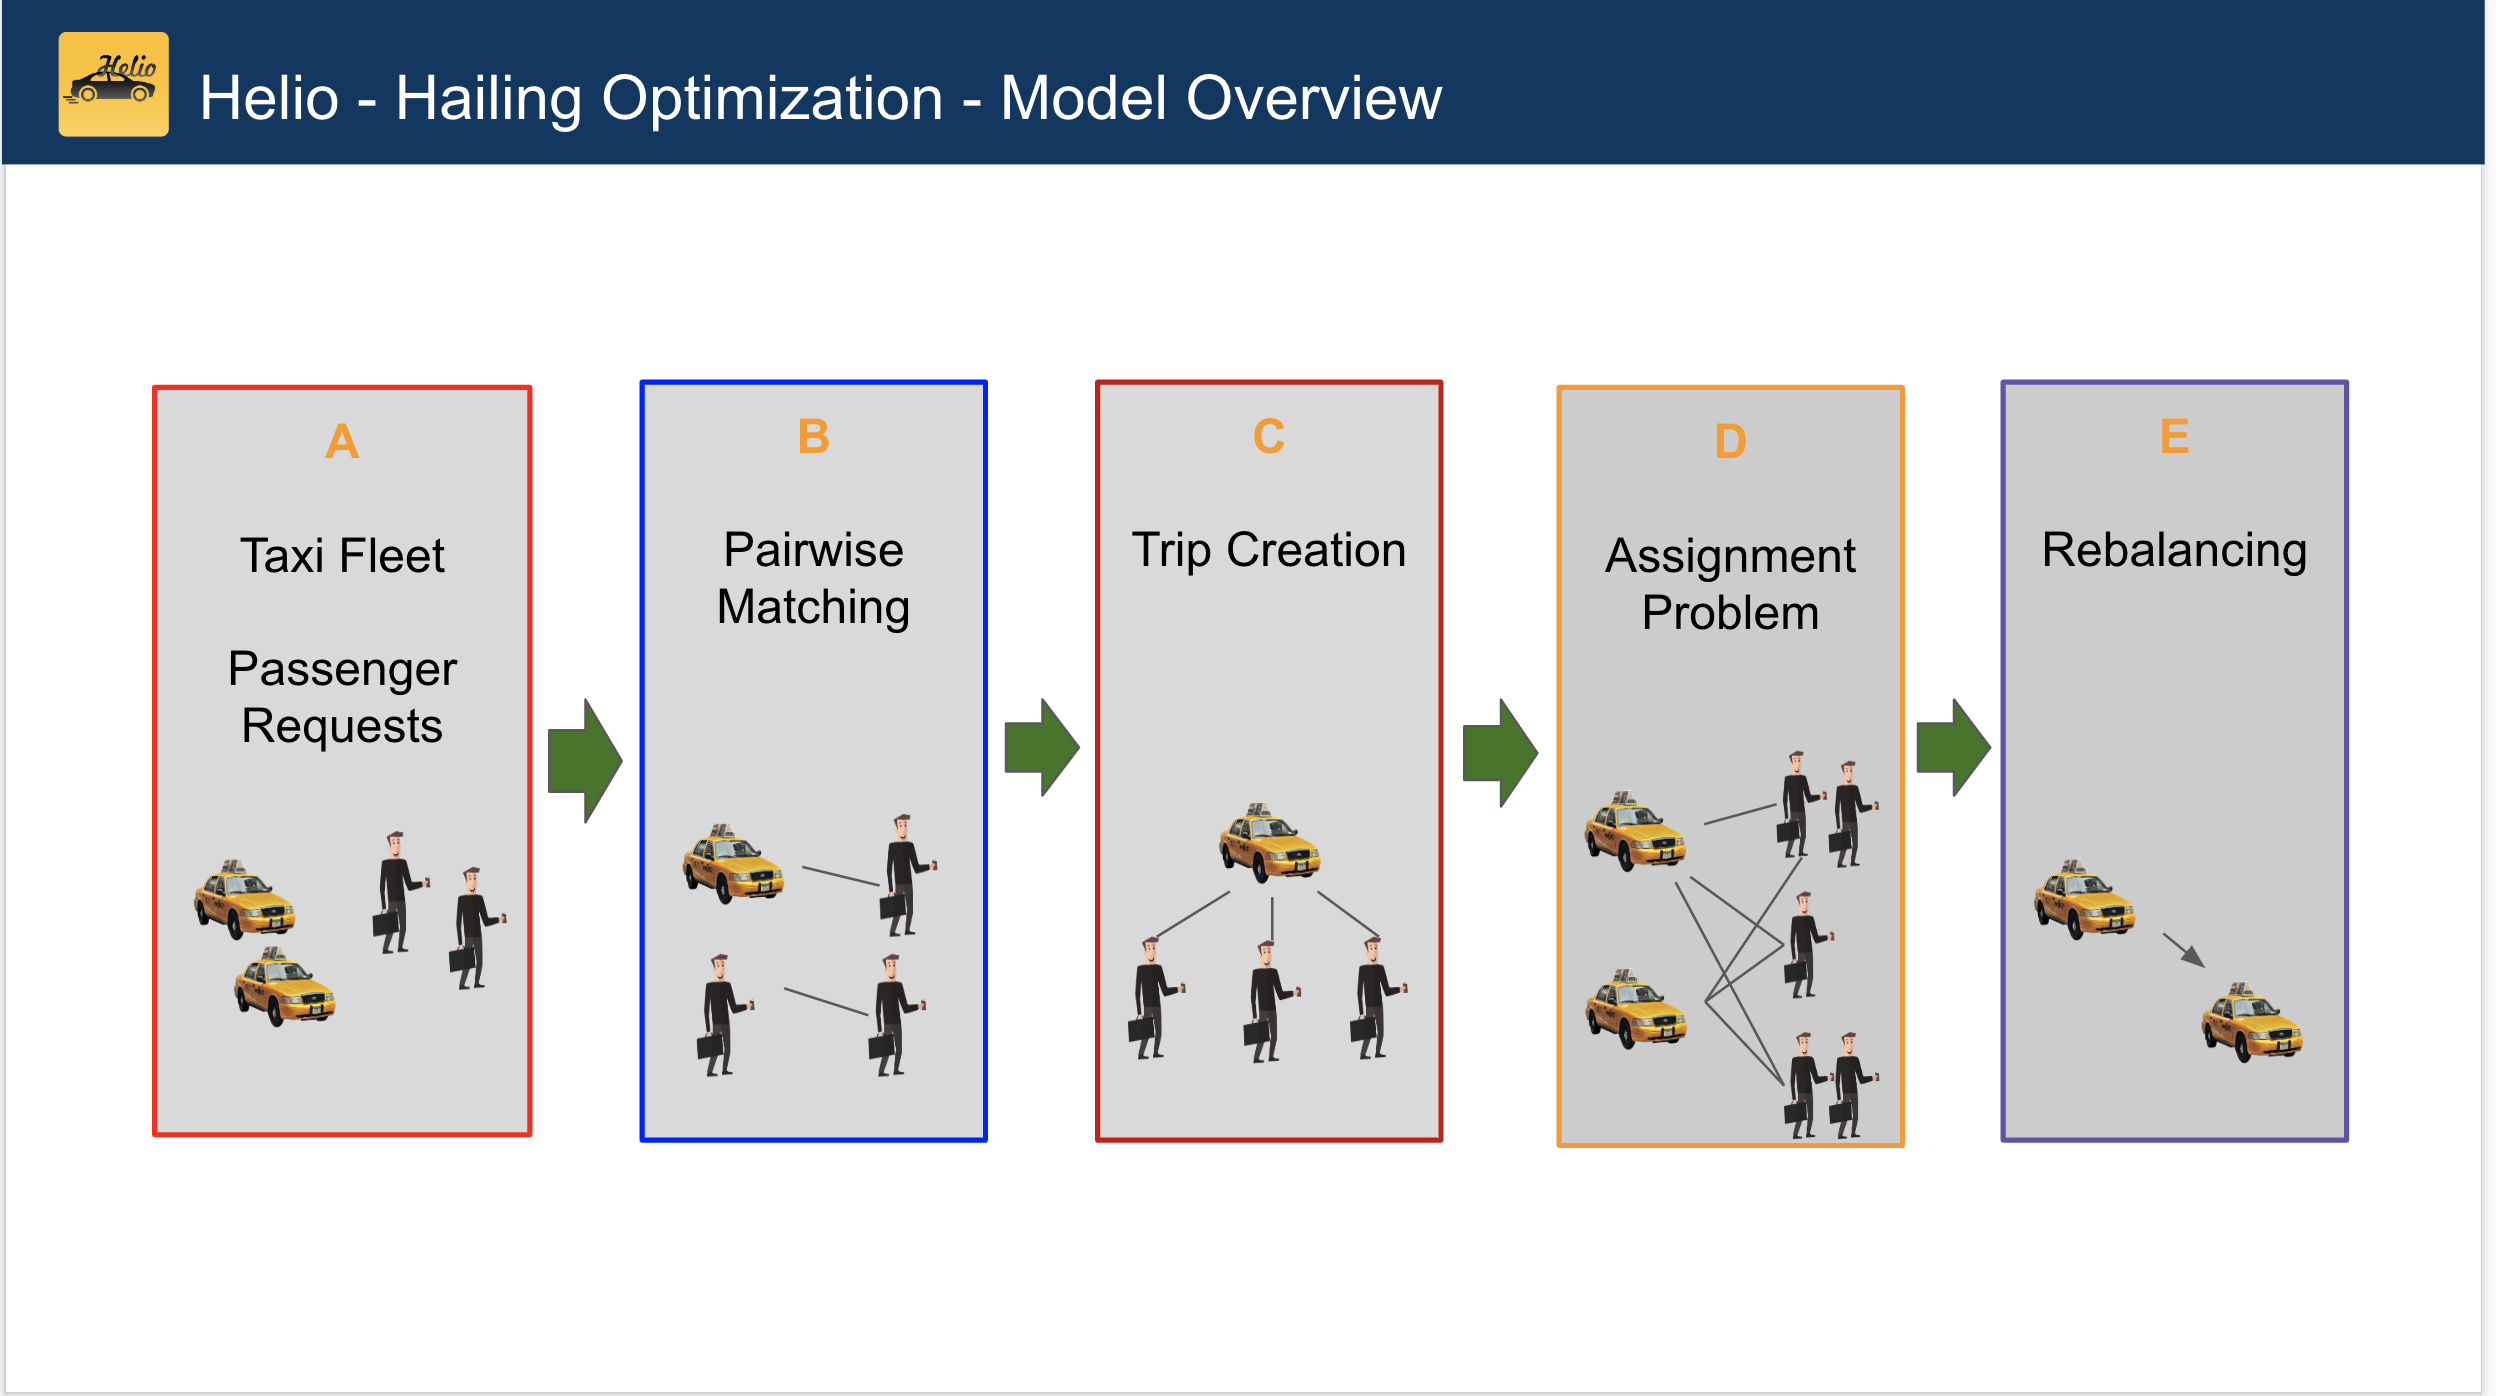 Helio
Helio - Hailing Optimization - Model Overview
A
Taxi Fleet
Passenger
Requests
B
Pairwise
Matching
C
Trip Creation
D
Assignment
Problem
E
Rebalancing